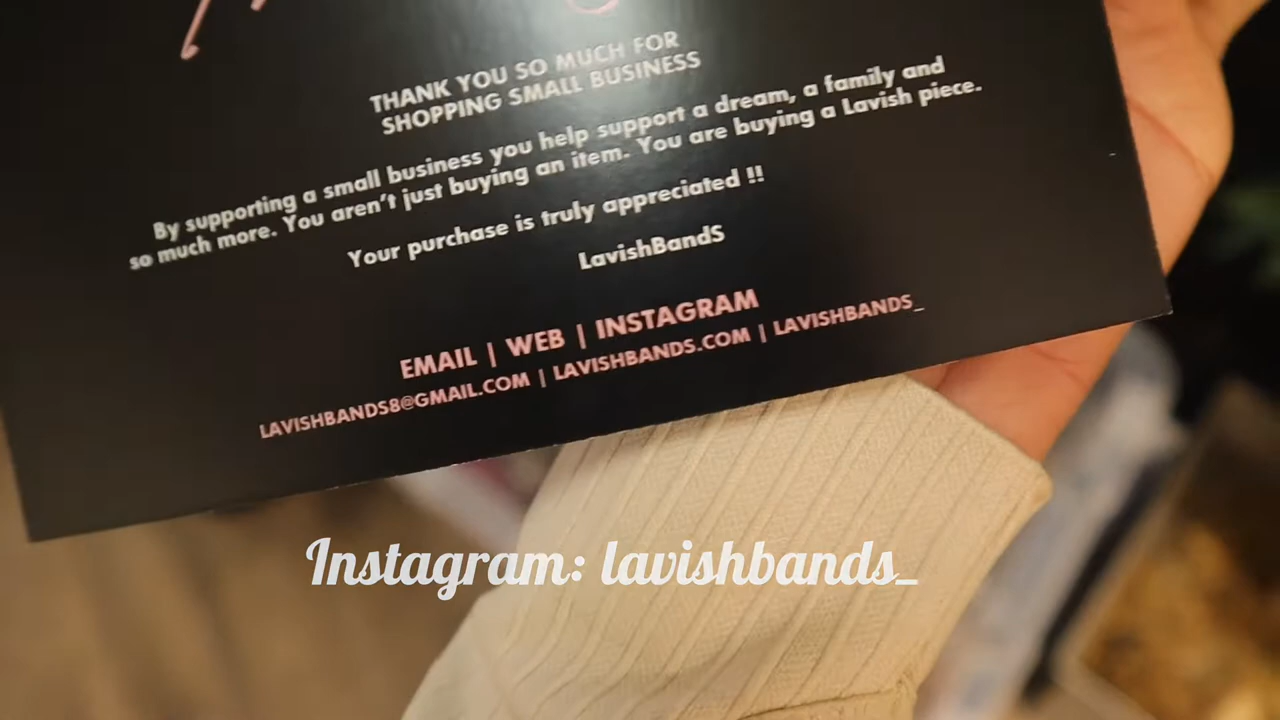 THANK YOU SO MUCH FOR
SHOPPING SMALL BUSINESS
By supporting a small business you help support a dream, a family and
so much more. You aren't just buying an item. You are buying a Lavish piece.
Your purchase is truly appreciated !!
LavishBandS
EMAIL | WEB | INSTAGRAM
LAVISHBANDS8@GMAIL.COM | LAVISHBANDS.COM | LAVISHBANDS_
Instagram: lavishbands_